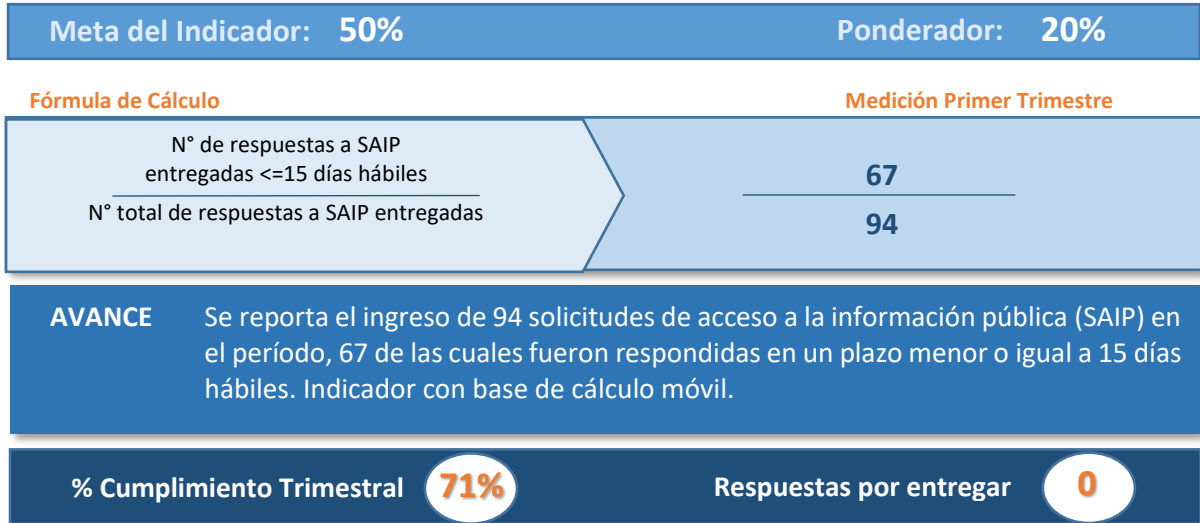 Meta del Indicador: 50% Ponderador: 20%
Fórmula de Cálculo
Medición Primer Trimestre
N° de respuestas a SAIP
entregadas <=15 días hábiles
N° total de respuestas a SAIP entregadas
67
94
AVANCE Se reporta el ingreso de 94 solicitudes de acceso a la información pública (SAIP) en
el período, 67 de las cuales fueron respondidas en un plazo menor o igual a 15 días
hábiles. Indicador con base de cálculo móvil.
% Cumplimiento Trimestral 71% Respuestas por entregar 0